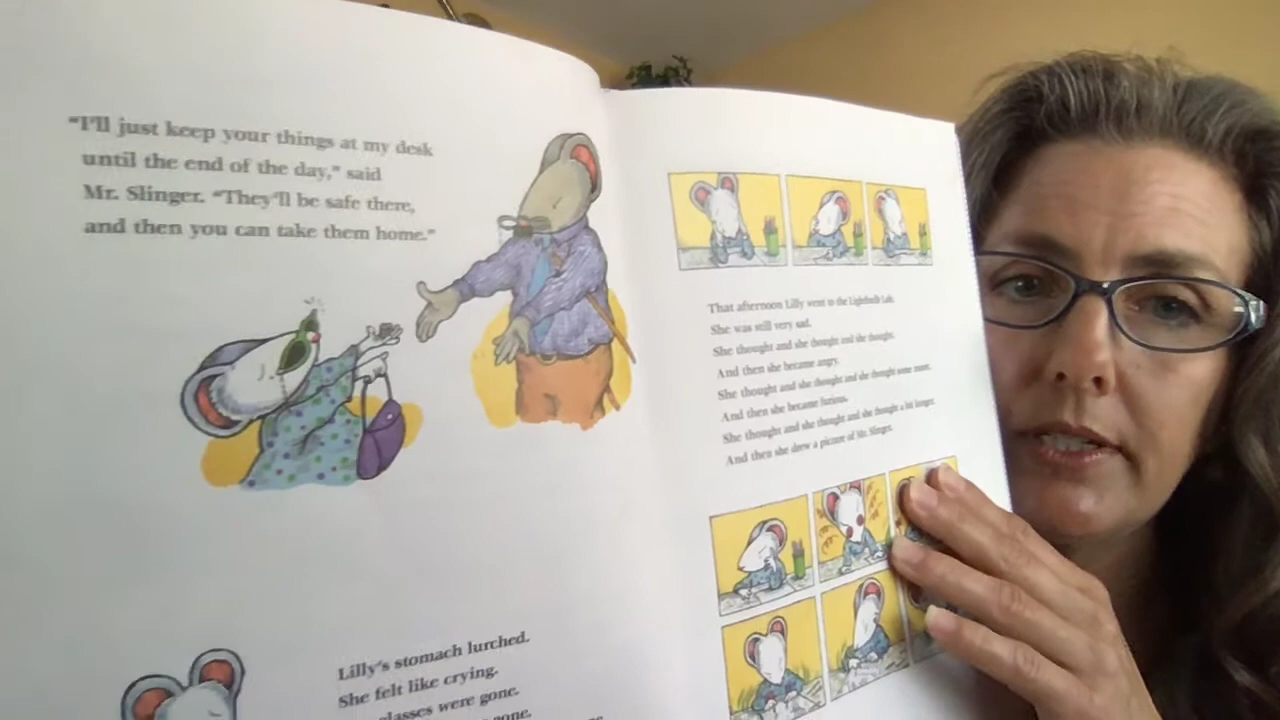 "I'll just keep your things at my desk
until the end of the day," said
Mr. Slinger. "They'll be safe there,
and then you can take them home."
Lilly's stomach lurched.
She felt like crying.
glasses were gone.
gone.
That afternoon Lilly went to the Lightbulb Lab.
She was still very sad.
She thought and she thought and she thought.
And then she became angry.
She thought and she thought and she thought some more.
And then she became furious.
She thought and she thought and she thought a bit longer.
And then she drew a picture of Mr. Slinger.